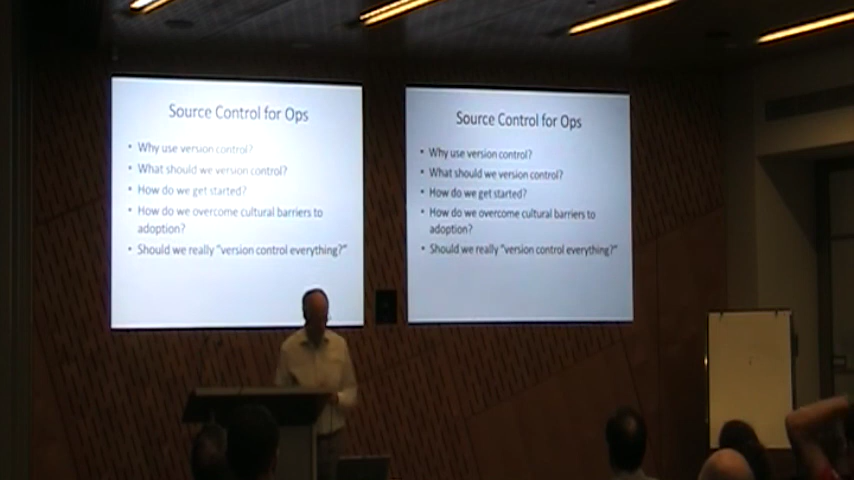 Source Control for Ops
• Why use version control?
• What should we version control?
• How do we get started?
• How do we overcome cultural barriers to
adoption?
• Should we really "version control everything?"
Source Control for Ops
• Why use version control?
• What should we version control?
• How do we get started?
• How do we overcome cultural barriers to
adoption?
• Should we really "version control everything?"